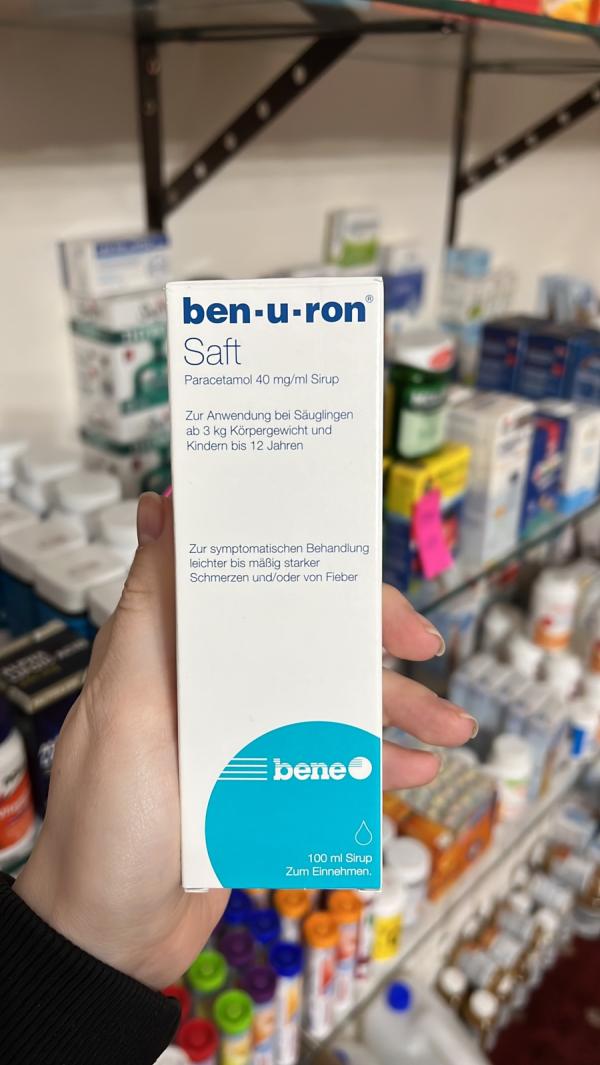 ben-u-ron®
Saft
Paracetamol 40 mg/ml Sirup
Zur Anwendung bei Säuglingen
ab 3 kg Körpergewicht und
Kindern bis 12 Jahren
Zur symptomatischen Behandlung
leichter bis mäßig starker
Schmerzen und/oder von Fieber
bene
100 ml Sirup
Zum Einnehmen.